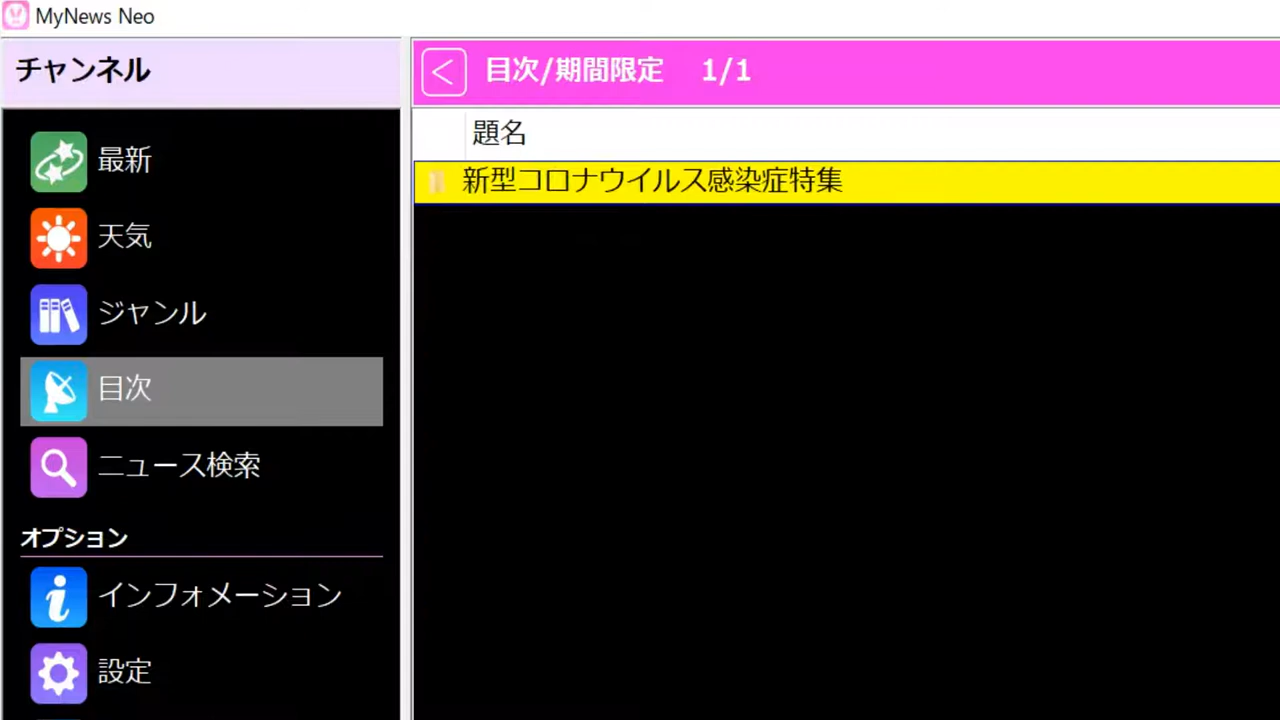 MyNews Neo
チャンネル
最新
天気
ジャンル
目次
ニュース検索
オプション
インフォメーション
設定
< 目次/期間限定 1/1
題名
新型コロナウイルス感染症特集